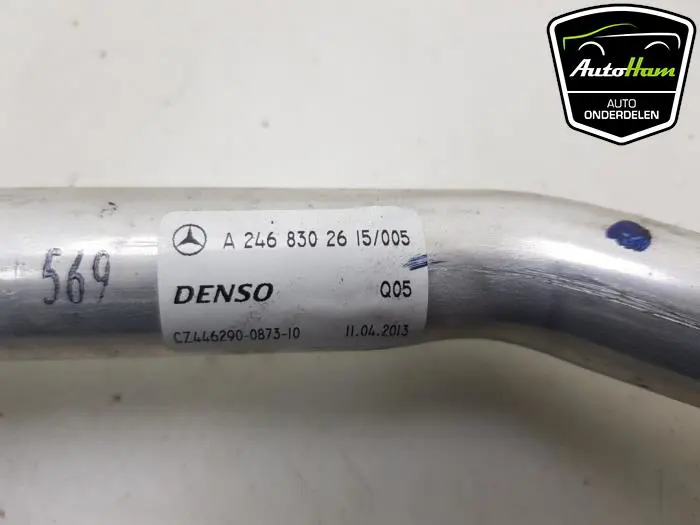 AutoHam
AUTO
ONDERDELEN
569
A 246 830 26 15/005
DENSO Q05
CZ446290-0873-10 11.04.2013